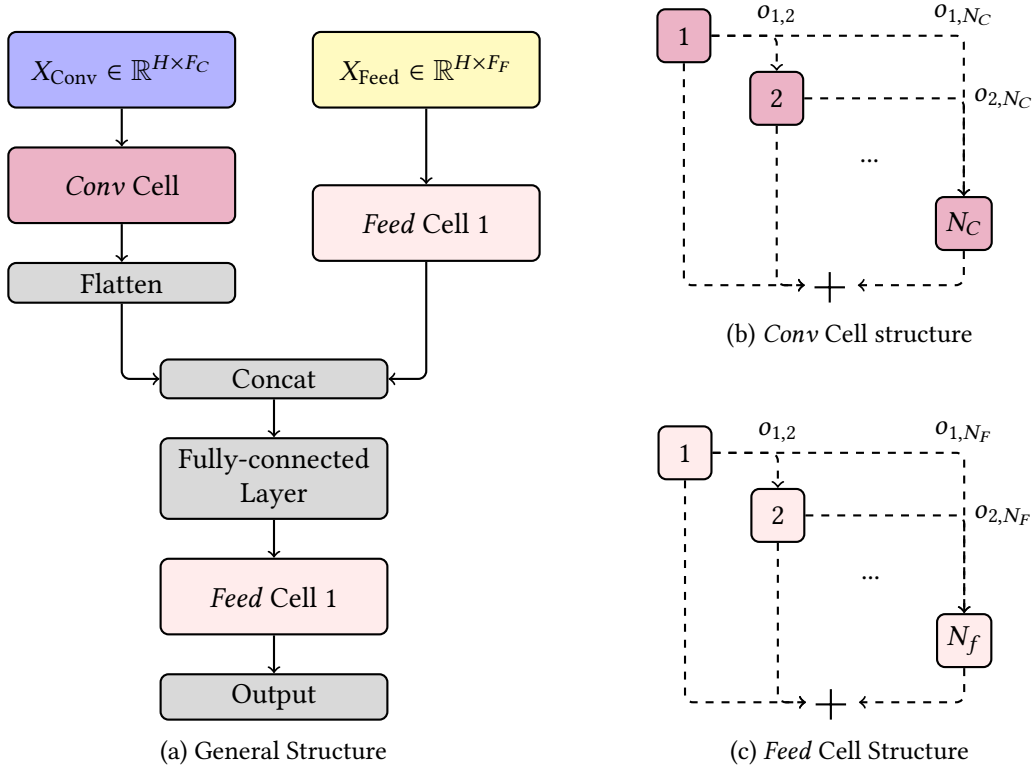 X_Conv ∈ ℝ^{H×F_C}
X_Feed ∈ ℝ^{H×F_F}
Conv Cell
Feed Cell 1
Flatten
Concat
Fully-connected
Layer
Feed Cell 1
Output
(a) General Structure
o_{1,2}
o_{1,N_C}
1
2
o_{2,N_C}
...
N_C
+
(b) Conv Cell structure
o_{1,2}
o_{1,N_F}
1
2
o_{2,N_F}
...
N_f
+
(c) Feed Cell Structure